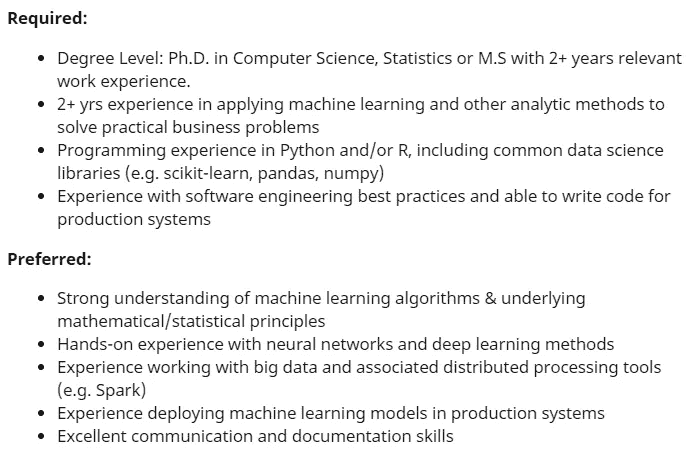 Required:
• Degree Level: Ph.D. in Computer Science, Statistics or M.S with 2+ years relevant
work experience.
• 2+ yrs experience in applying machine learning and other analytic methods to
solve practical business problems
• Programming experience in Python and/or R, including common data science
libraries (e.g. scikit-learn, pandas, numpy)
• Experience with software engineering best practices and able to write code for
production systems
Preferred:
• Strong understanding of machine learning algorithms & underlying
mathematical/statistical principles
• Hands-on experience with neural networks and deep learning methods
• Experience working with big data and associated distributed processing tools
(e.g. Spark)
• Experience deploying machine learning models in production systems
• Excellent communication and documentation skills